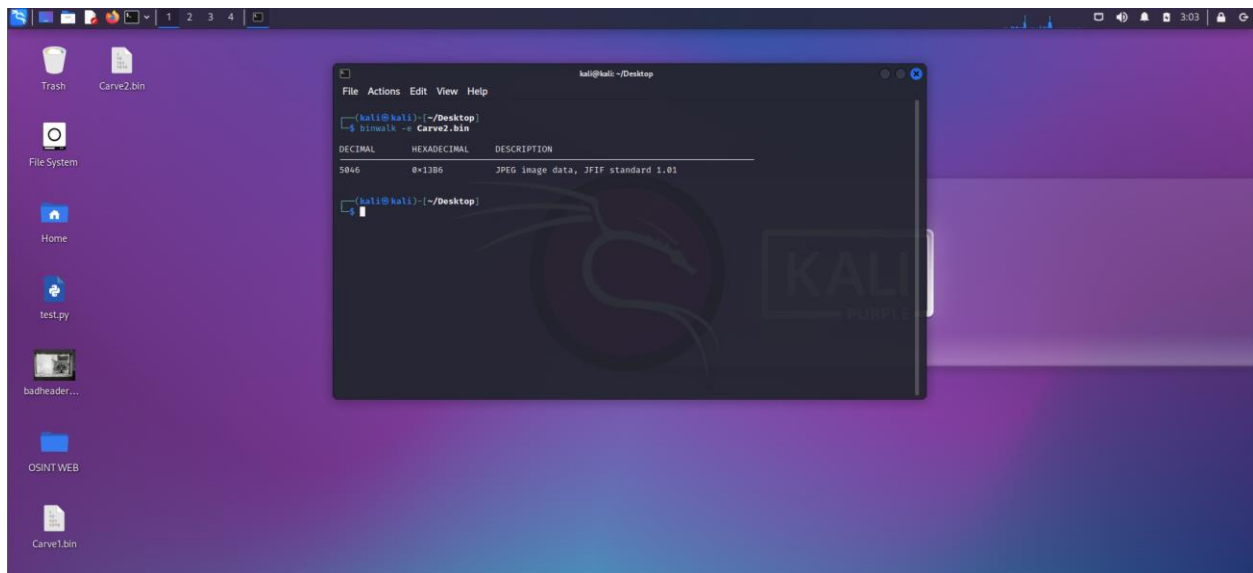 1 2 3 4
3:03
Trash
Carve2.bin
File System
Home
test.py
badheader...
OSINT WEB
Carve1.bin
kali@kali: ~/Desktop
File Actions Edit View Help
(kali㉿kali)-[~/Desktop]
$ binwalk -e Carve2.bin
DECIMAL HEXADECIMAL DESCRIPTION
5046 0×13B6 JPEG image data, JFIF standard 1.01
(kali㉿kali)-[~/Desktop]
$
KALI
PURPLE